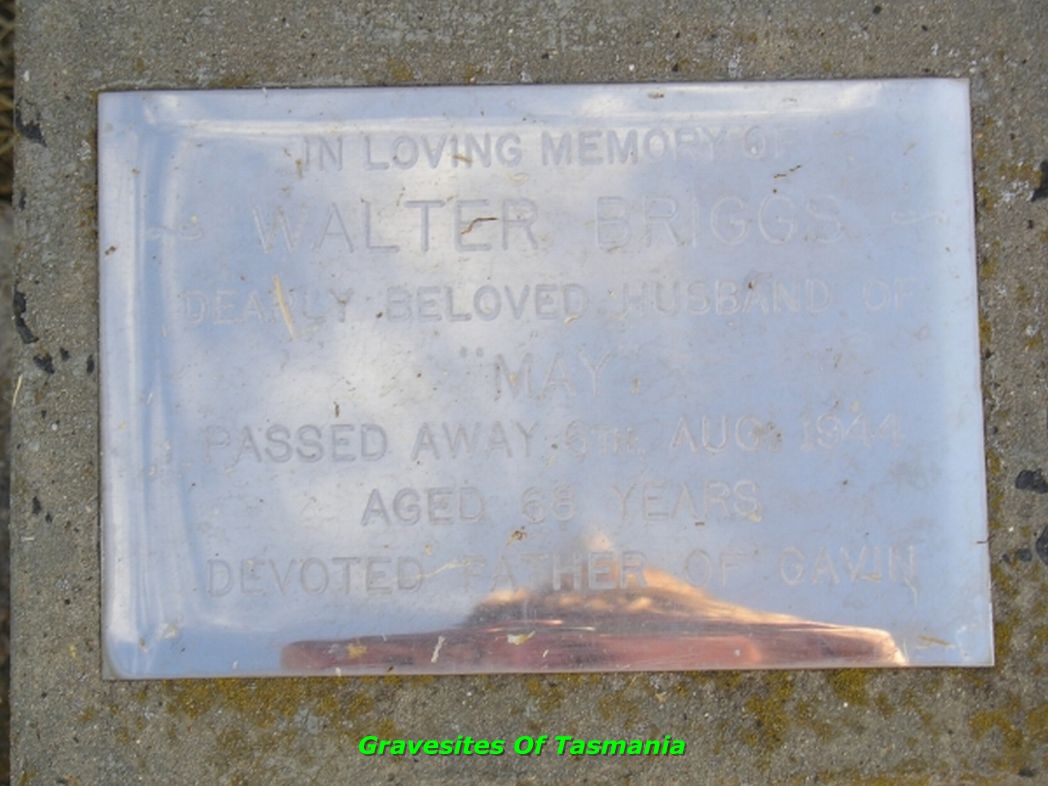 IN LOVING MEMORY OF
WALTER BRIGGS
DEARLY BELOVED HUSBAND OF
"MAY"
PASSED AWAY 6TH. AUG. 1944
AGED 68 YEARS
DEVOTED FATHER OF GAVIN
Gravesites Of Tasmania